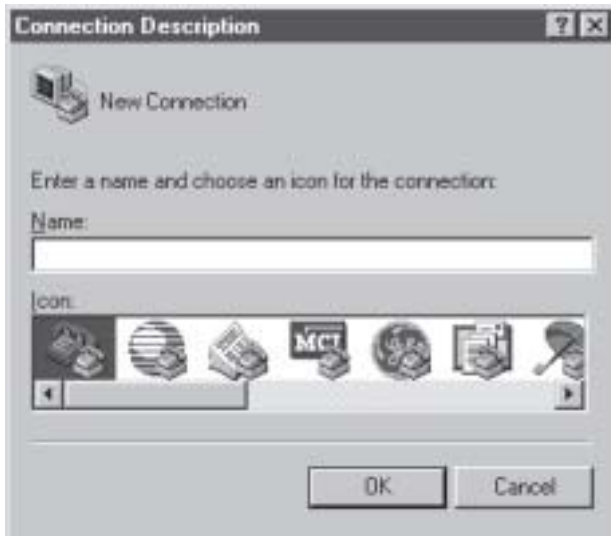 Connection Description
New Connection
Enter a name and choose an icon for the connection:
Name:
Icon:
MCI
OK
Cancel